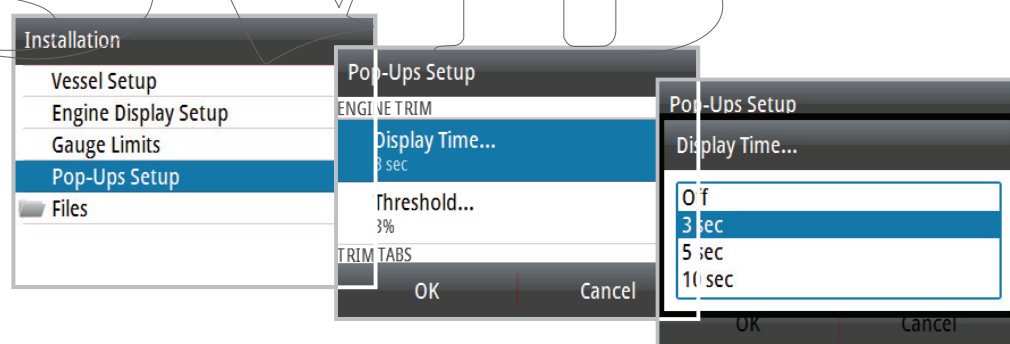 Installation
Vessel Setup
Engine Display Setup
Gauge Limits
Pop-Ups Setup
Files
Pop-Ups Setup
ENGINE TRIM
Display Time...
3 sec
Threshold...
3%
TRIM TABS
OK Cancel
Pop-Ups Setup
Display Time...
Off
3 sec
5 sec
10 sec
OK Cancel